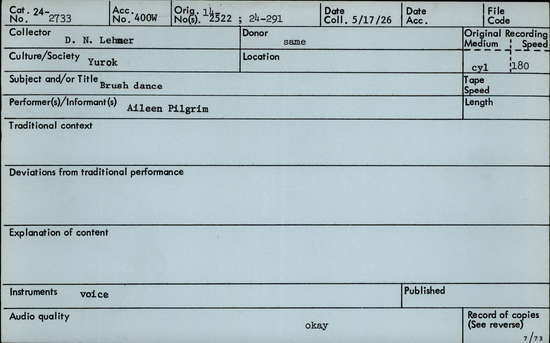 Cat. 24- Acc. Orig. 14- Date Date File
No. 2733 No. 400W No(s). 2522 ; 24-291 Coll. 5/17/26 Acc. Code
Collector Donor Original Recording
D. N. Lehmer same Medium Speed
Culture/Society Yurok Location cyl 180
Subject and/or Title Brush dance Tape Speed
Performer(s)/Informant(s) Aileen Pilgrim Length
Traditional context
Deviations from traditional performance
Explanation of content
Instruments voice Published
Audio quality okay Record of copies
(See reverse)
7/73